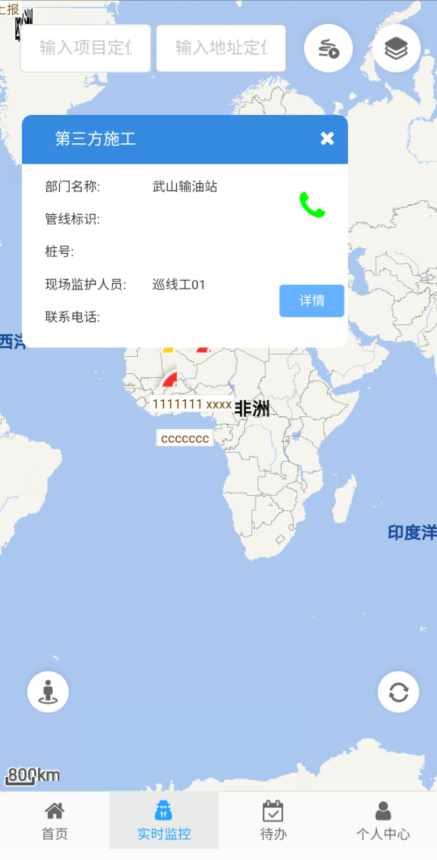 上报
输入项目定位
输入地址定位
第三方施工
部门名称: 武山输油站
管线标识:
桩号:
现场监护人员: 巡线工01
详情
联系电话:
西洋
1111111 xxxx
非洲
ccccccc
印度洋
800km
首页
实时监控
待办
个人中心